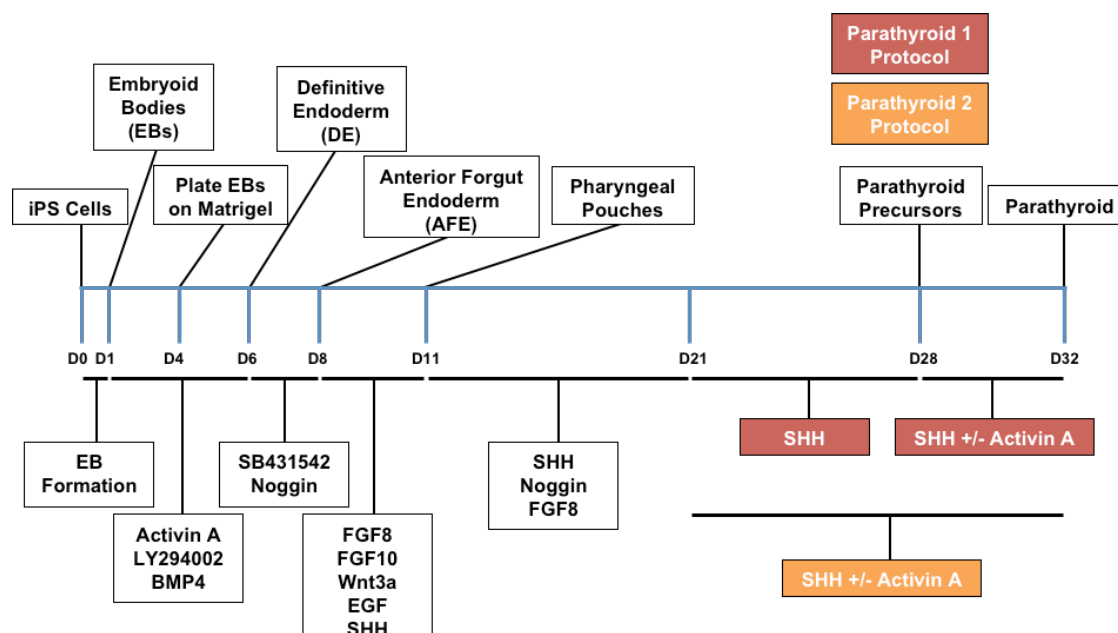 Parathyroid 1
Protocol
Parathyroid 2
Protocol
Embryoid
Bodies
(EBs)
Definitive
Endoderm
(DE)
iPS Cells
Plate EBs
on Matrigel
Anterior Forgut
Endoderm
(AFE)
Pharyngeal
Pouches
Parathyroid
Precursors
Parathyroid
D0 D1 D4 D6 D8 D11 D21 D28 D32
EB
Formation
Activin A
LY294002
BMP4
SB431542
Noggin
FGF8
FGF10
Wnt3a
EGF
SHH
SHH
Noggin
FGF8
SHH
SHH +/- Activin A
SHH +/- Activin A